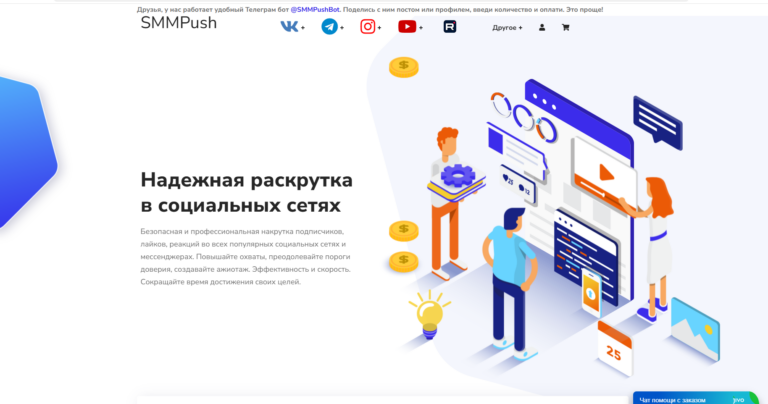 Друзья, у нас работает удобный Телеграм бот @SMMPushBot. Поделись с ним постом или профилем, введи количество и оплати. Это проще!
SMMPush
+ + + + Другое +
Надежная раскрутка
в социальных сетях
Безопасная и профессиональная накрутка подписчиков,
лайков, реакций во всех популярных социальных сетях и
мессенджерах. Повышайте охваты, преодолевайте пороги
доверия, создавайте ажиотаж. Эффективность и скорость.
Сокращайте время достижения своих целей.
25
Чат помощи с заказом jivo